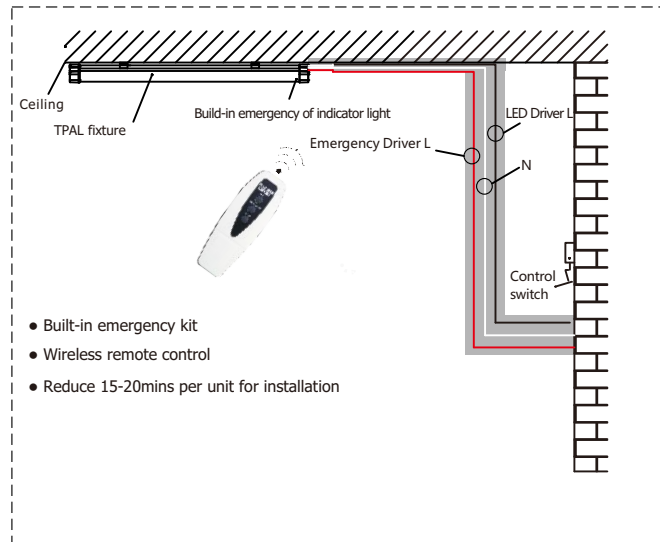 Ceiling
TPAL fixture
Build-in emergency of indicator light
Emergency Driver L
LED Driver L
N
Control
switch
● Built-in emergency kit
● Wireless remote control
● Reduce 15-20mins per unit for installation